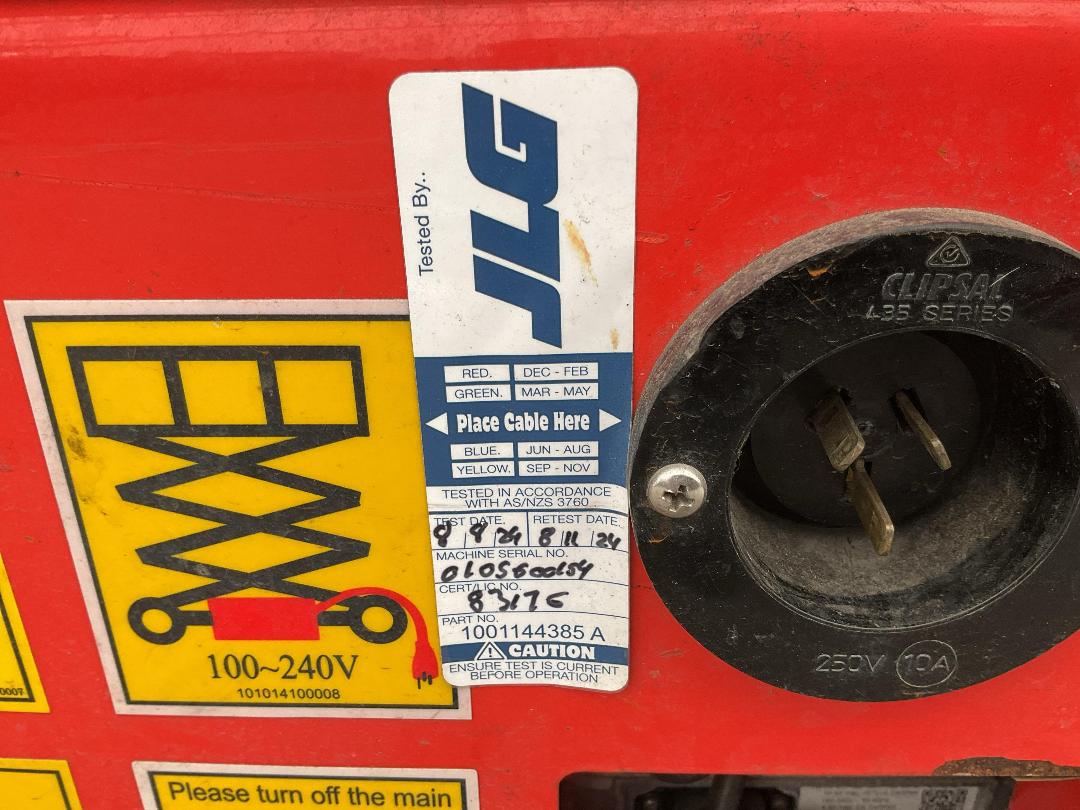 JLG
Tested By..
RED. DEC - FEB
GREEN. MAR - MAY
Place Cable Here
BLUE. JUN - AUG
YELLOW. SEP - NOV
TESTED IN ACCORDANCE
WITH AS/NZS 3760
TEST DATE. RETEST DATE.
8 8 24 8 11 24
MACHINE SERIAL NO.
CERT/LIC NO.
PART NO.
1001144385 A
CAUTION
ENSURE TEST IS CURRENT
BEFORE OPERATION
100~240V
101014100008
CLIPSAL
435 SERIES
250V 10A
0007
Please turn off the main